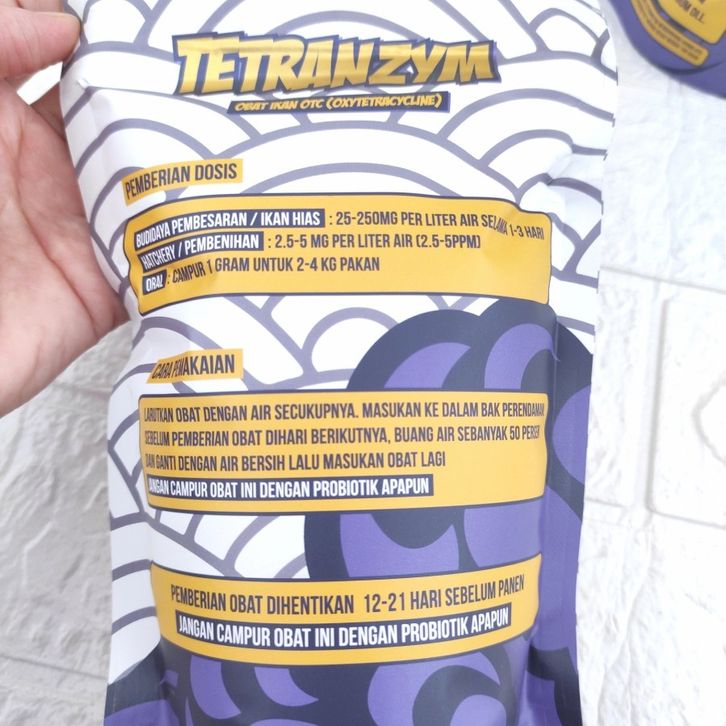 TETRANZYM
OBAT IKAN OTC (OXYTETRACYCLINE)
PEMBERIAN DOSIS
BUDIDAYA PEMBESARAN / IKAN HIAS : 25-250MG PER LITER AIR SELAMA 1-3 HARI
HATCHERY / PEMBENIHAN : 2.5-5 MG PER LITER AIR (2.5-5PPM)
ORAL : CAMPUR 1 GRAM UNTUK 2-4 KG PAKAN
CARA PEMAKAIAN
LARUTKAN OBAT DENGAN AIR SECUKUPNYA. MASUKAN KE DALAM BAK PERENDAMAN
SEBELUM PEMBERIAN OBAT DIHARI BERIKUTNYA, BUANG AIR SEBANYAK 50 PERSEN
DAN GANTI DENGAN AIR BERSIH LALU MASUKAN OBAT LAGI
JANGAN CAMPUR OBAT INI DENGAN PROBIOTIK APAPUN
PEMBERIAN OBAT DIHENTIKAN 12-21 HARI SEBELUM PANEN
JANGAN CAMPUR OBAT INI DENGAN PROBIOTIK APAPUN